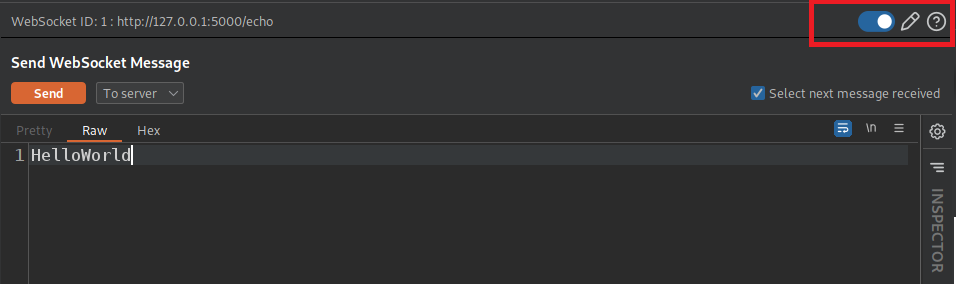 WebSocket ID: 1 : http://127.0.0.1:5000/echo
Send WebSocket Message
Send To server Select next message received
Pretty Raw Hex \n
1 HelloWorld
INSPECTOR